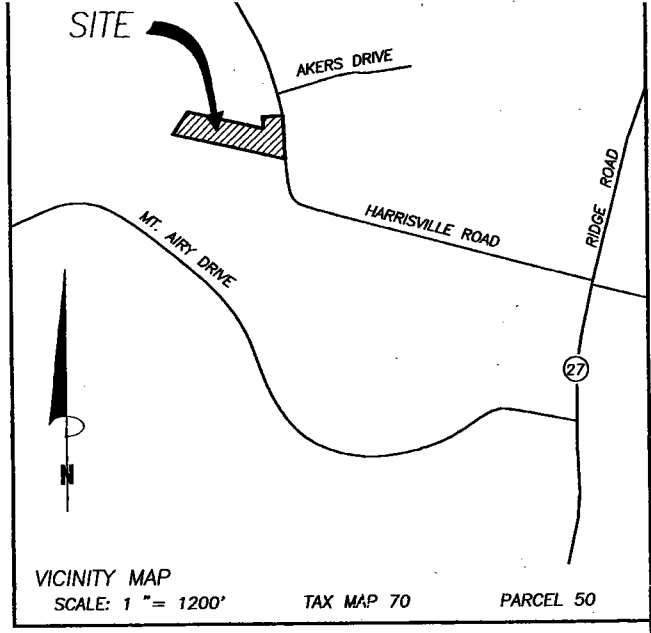 SITE
AKERS DRIVE
RIDGE ROAD
HARRISVILLE ROAD
MT. AIRY DRIVE
27
N
VICINITY MAP
SCALE: 1 "= 1200'
TAX MAP 70
PARCEL 50